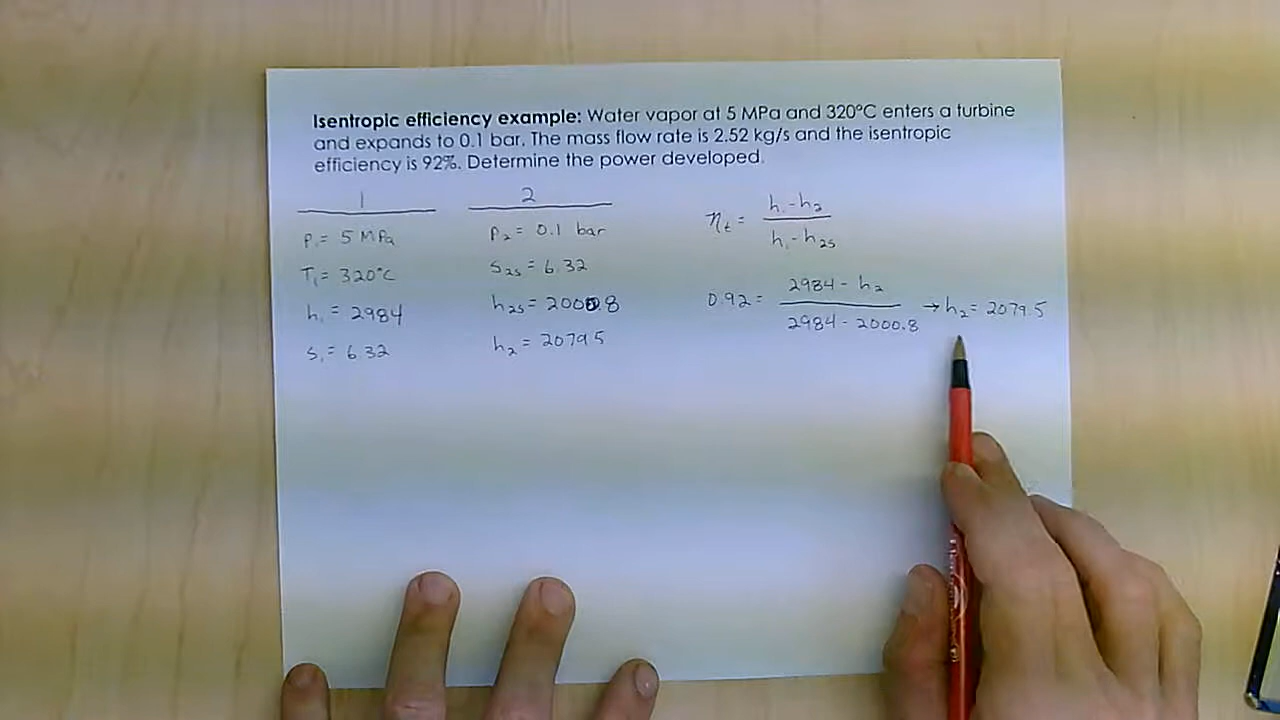 Isentropic efficiency example: Water vapor at 5 MPa and 320°C enters a turbine
and expands to 0.1 bar. The mass flow rate is 2.52 kg/s and the isentropic
efficiency is 92%. Determine the power developed.
1
P₁ = 5 MPa
T₁ = 320°C
h₁ = 2984
s₁ = 6.32
2
P₂ = 0.1 bar
s₂s = 6.32
h₂s = 2000.8
h₂ = 2079.5
ηt = h₁-h₂ / h₁-h₂s
0.92 = 2984 - h₂ / 2984 - 2000.8 → h₂ = 2079.5